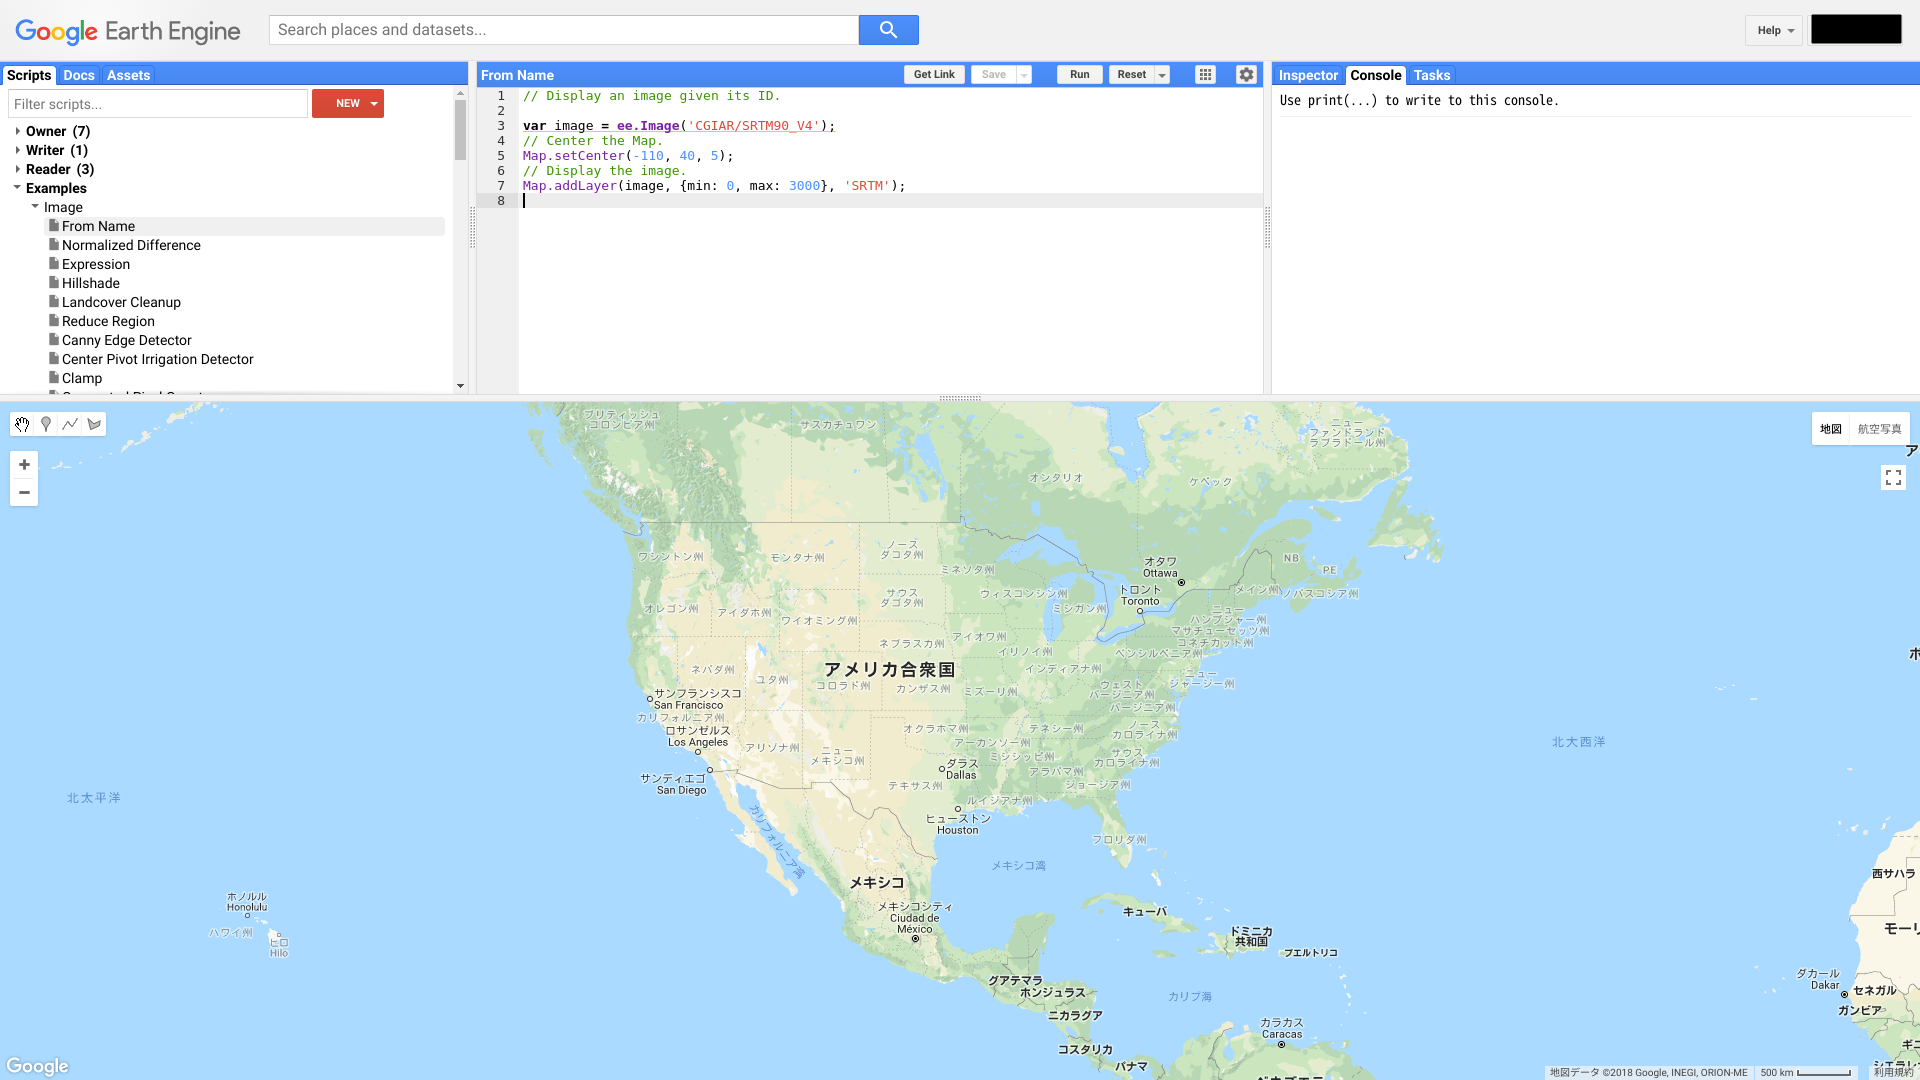 Google Earth Engine
Search places and datasets...
Help
Scripts Docs Assets
Filter scripts...
NEW
Owner (7)
Writer (1)
Reader (3)
Examples
Image
From Name
Normalized Difference
Expression
Hillshade
Landcover Cleanup
Reduce Region
Canny Edge Detector
Center Pivot Irrigation Detector
Clamp
From Name
Get Link Save Run Reset
1 // Display an image given its ID.
2
3 var image = ee.Image('CGIAR/SRTM90_V4');
4 // Center the Map.
5 Map.setCenter(-110, 40, 5);
6 // Display the image.
7 Map.addLayer(image, {min: 0, max: 3000}, 'SRTM');
8
Inspector Console Tasks
Use print(...) to write to this console.
地図 航空写真
ブリティッシュ
コロンビア州
サスカチュワン
ニュー
ファンドランド
ラブラドール州
オンタリオ
ケベック
ワシントン州
モンタナ州
ノース
ダコタ州
ミネソタ州
オタワ
Ottawa
NB
PE
オレゴン州
アイダホ州
ワイオミング州
サウス
ダコタ州
ウィスコンシン州
ミシガン州
トロント
Toronto
メイン州
ノバスコシア州
ニュー
ハンプシャー州
マサチューセッツ州
コネチカット州
ペンシルベニア州
ネブラスカ州
アイオワ州
イリノイ州
インディアナ州
ネバダ州
ユタ州
アメリカ合衆国
コロラド州
カンザス州
ミズーリ州
ウェスト
バージニア州
バージニア州
ニュー
ジャージー州
サンフランシスコ
San Francisco
カリフォルニア州
ロサンゼルス
Los Angeles
アリゾナ州
ニュー
メキシコ州
オクラホマ州
アーカンソー州
テネシー州
ノース
カロライナ州
ミシシッピ州
サウス
カロライナ州
アラバマ州
ジョージア州
サンディエゴ
San Diego
ダラス
Dallas
テキサス州
ルイジアナ州
ヒューストン
Houston
フロリダ州
カリフォルニア湾
メキシコ湾
北太平洋
北大西洋
メキシコ
メキシコシティ
Ciudad de
México
キューバ
ドミニカ
共和国
プエルトリコ
ホノルル
Honolulu
ハワイ州
ヒロ
Hilo
グアテマラ
ホンジュラス
ニカラグア
カリブ海
カラカス
Caracas
コスタリカ
パナマ
西サハラ
モーリ
ダカール
Dakar
セネガル
ガンビア
Google
地図データ ©2018 Google, INEGI, ORION-ME 500 km 利用規約